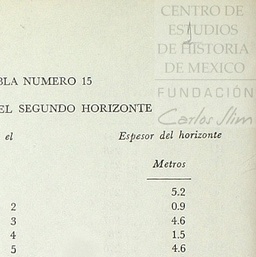 CENTRO DE
ESTUDIOS
DE HISTORIA
DE MEXICO
FUNDACIÓN
Carlos Slim
BLA NUMERO 15
EL SEGUNDO HORIZONTE
el Espesor del horizonte
Metros
5.2
2 0.9
3 4.6
4 1.5
5 4.6